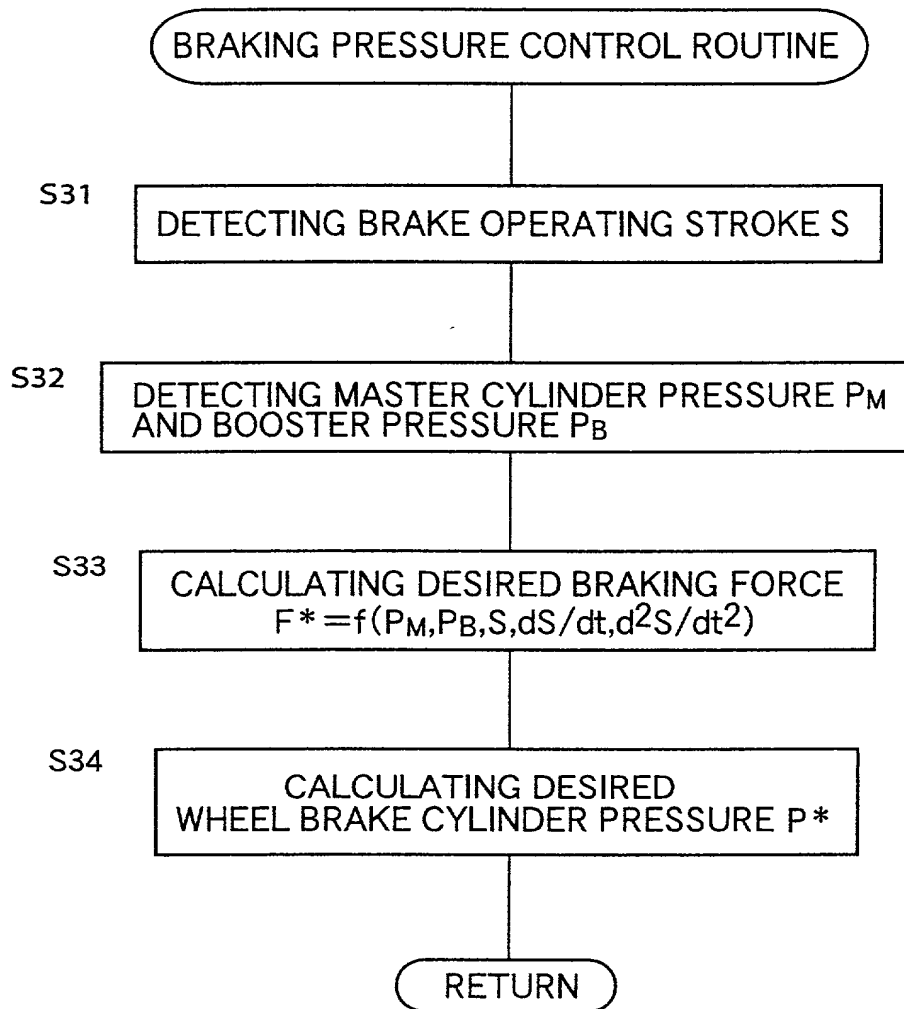 BRAKING PRESSURE CONTROL ROUTINE
S31
DETECTING BRAKE OPERATING STROKE S
S32
DETECTING MASTER CYLINDER PRESSURE PM
AND BOOSTER PRESSURE PB
S33
CALCULATING DESIRED BRAKING FORCE
F*=f(PM,PB,S,dS/dt,d²S/dt²)
S34
CALCULATING DESIRED
WHEEL BRAKE CYLINDER PRESSURE P*
RETURN